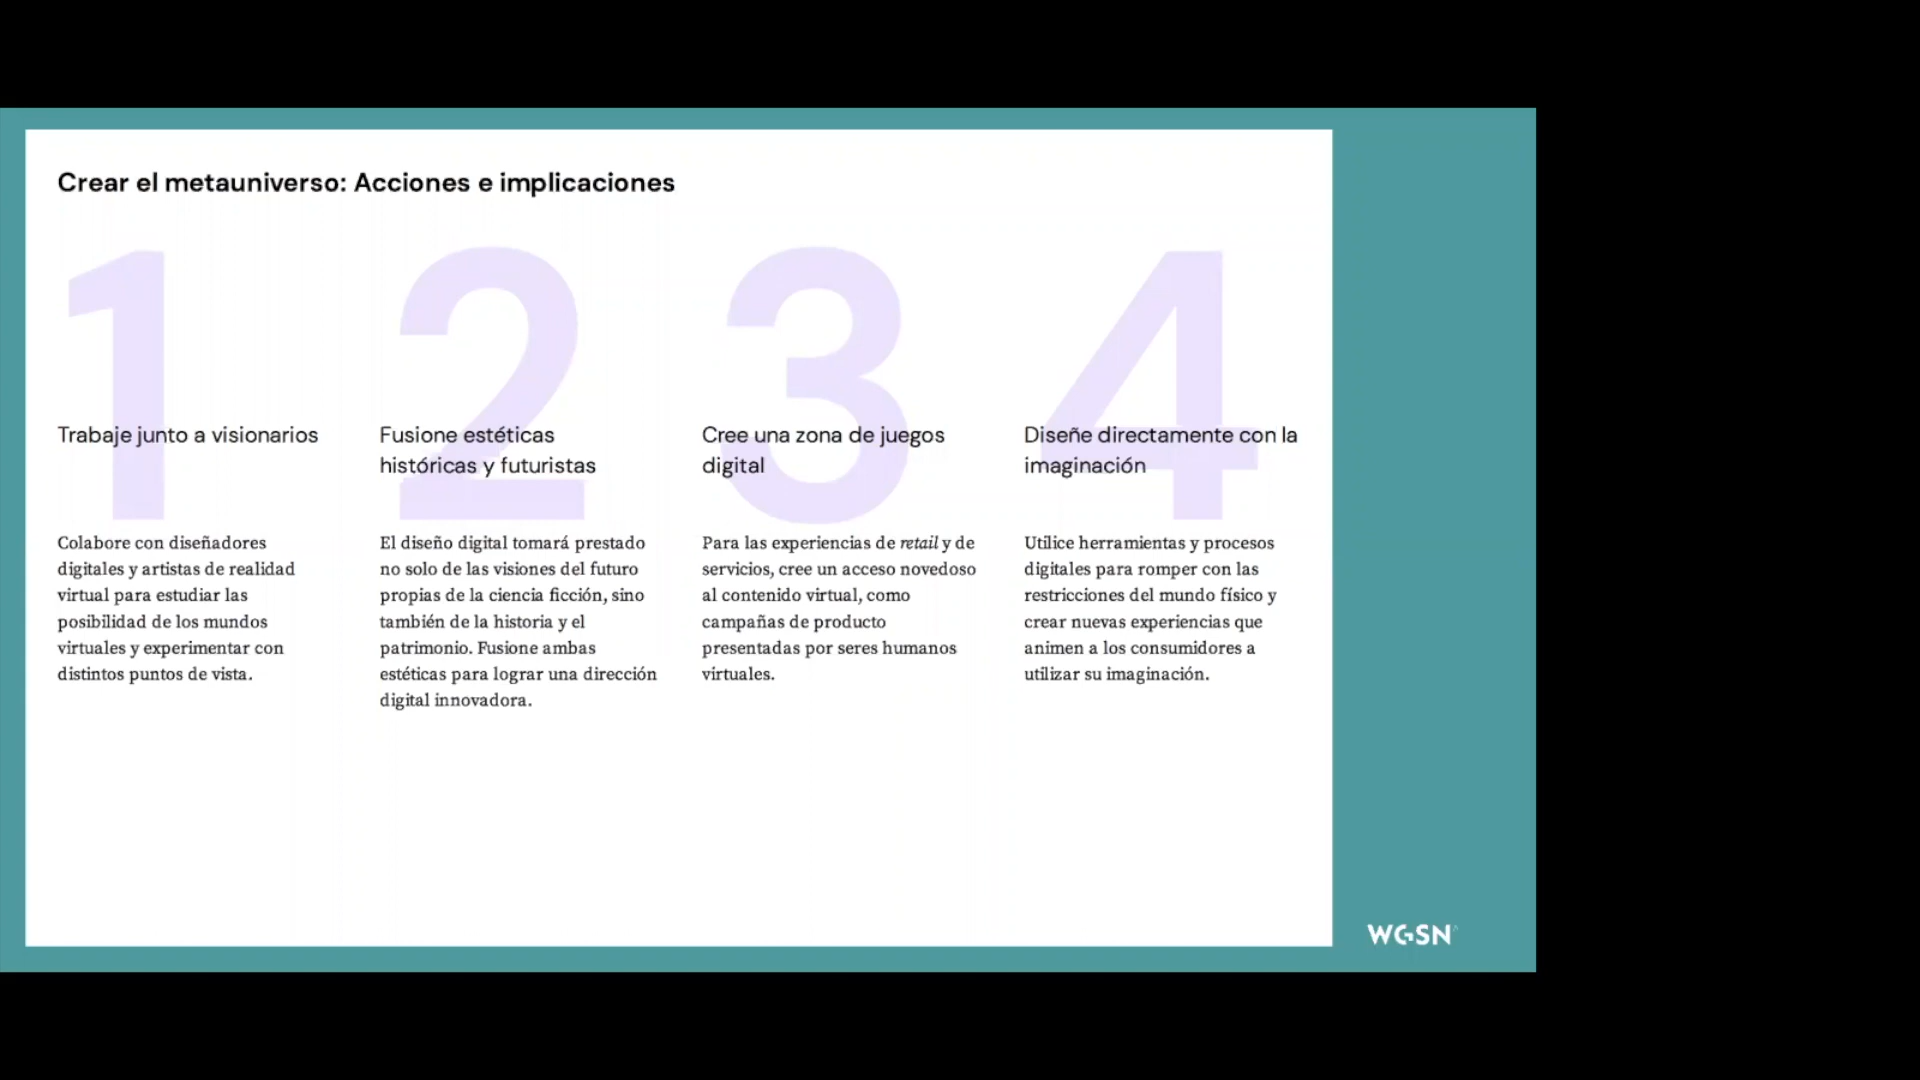 Crear el metauniverso: Acciones e implicaciones
1
Trabaje junto a visionarios
Colabore con diseñadores
digitales y artistas de realidad
virtual para estudiar las
posibilidad de los mundos
virtuales y experimentar con
distintos puntos de vista.
2
Fusione estéticas
históricas y futuristas
El diseño digital tomará prestado
no solo de las visiones del futuro
propias de la ciencia ficción, sino
también de la historia y el
patrimonio. Fusione ambas
estéticas para lograr una dirección
digital innovadora.
3
Cree una zona de juegos
digital
Para las experiencias de retail y de
servicios, cree un acceso novedoso
al contenido virtual, como
campañas de producto
presentadas por seres humanos
virtuales.
4
Diseñe directamente con la
imaginación
Utilice herramientas y procesos
digitales para romper con las
restricciones del mundo físico y
crear nuevas experiencias que
animen a los consumidores a
utilizar su imaginación.
WGSN